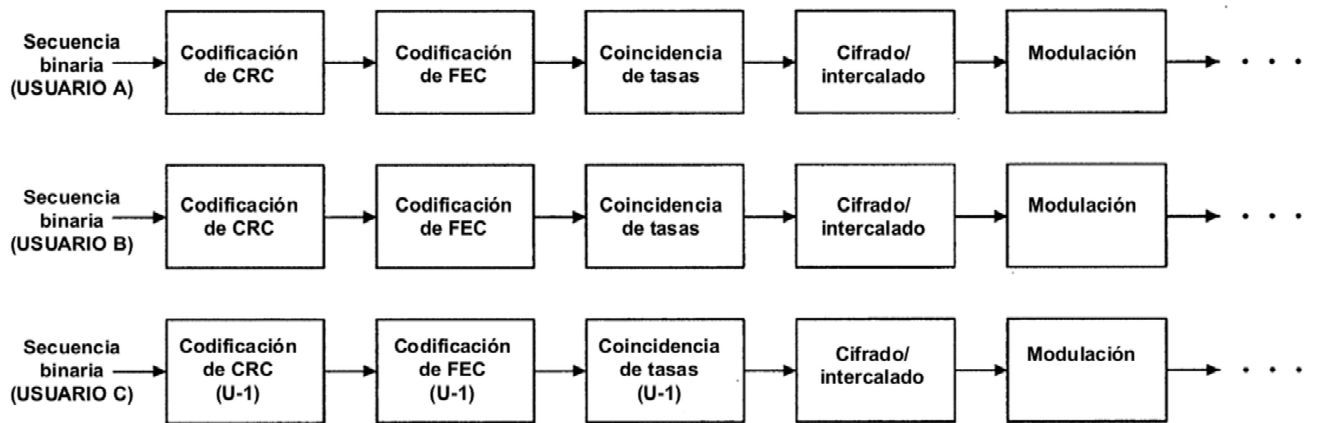 Secuencia
binaria
(USUARIO A)
Codificación
de CRC
Codificación
de FEC
Coincidencia
de tasas
Cifrado/
intercalado
Modulación
Secuencia
binaria
(USUARIO B)
Codificación
de CRC
Codificación
de FEC
Coincidencia
de tasas
Cifrado/
intercalado
Modulación
Secuencia
binaria
(USUARIO C)
Codificación
de CRC
(U-1)
Codificación
de FEC
(U-1)
Coincidencia
de tasas
(U-1)
Cifrado/
intercalado
Modulación